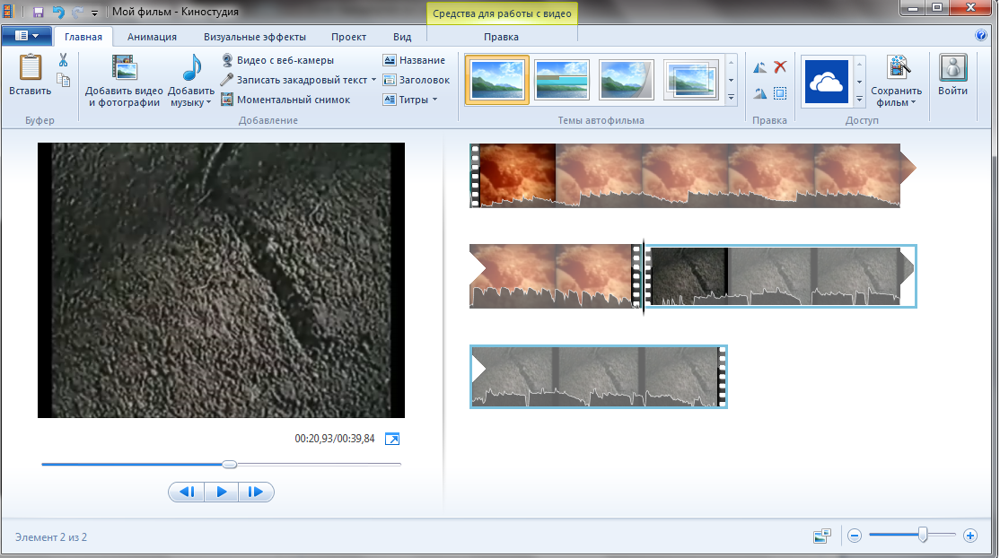 Мой фильм - Киностудия
Средства для работы с видео
Главная
Анимация
Визуальные эффекты
Проект
Вид
Правка
Вставить
Добавить видео
и фотографии
Добавить
музыку
Видео с веб-камеры
Записать закадровый текст
Моментальный снимок
Название
Заголовок
Титры
Сохранить
фильм
Войти
Буфер
Добавление
Темы автофильма
Правка
Доступ
00:20,93/00:39,84
Элемент 2 из 2